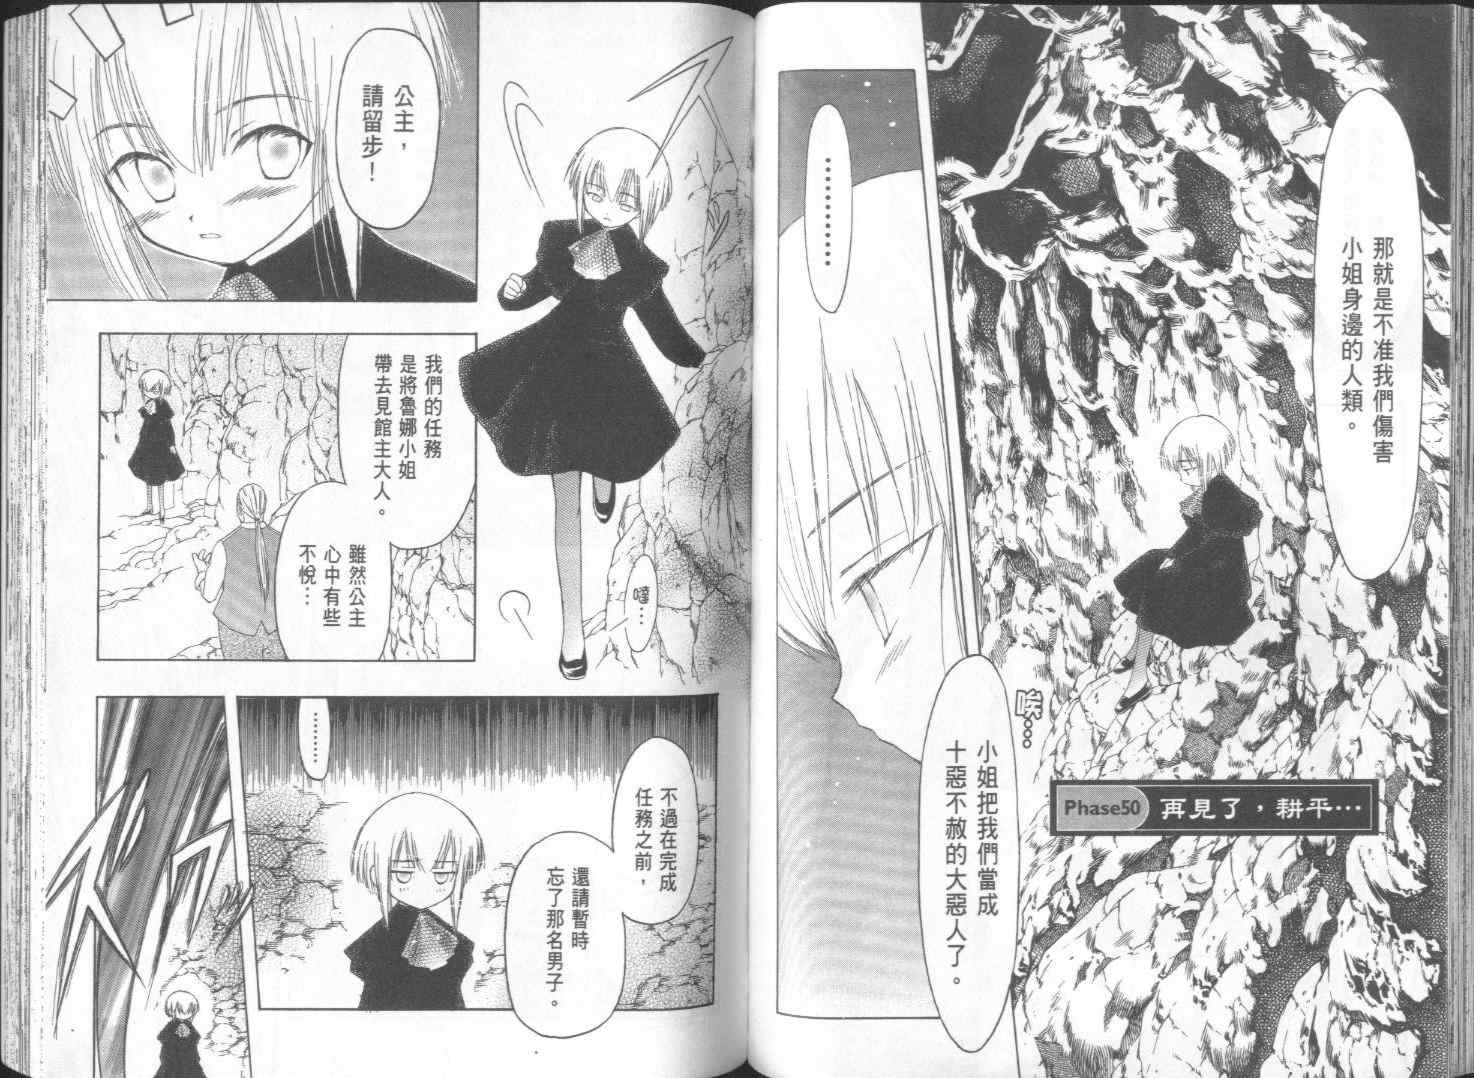 那就是不准我們傷害
小姐身邊的人類。
唉…
Phase50 再見了，耕平…
…………
小姐把我們當成
十惡不赦的大惡人了。
公主，
請留步！
噠…
我們的任務
是將魯娜小姐
帶去見館主大人。
雖然公主
心中有些
不悅…
不過在完成
任務之前，
還請暫時
忘了那名男子。
………